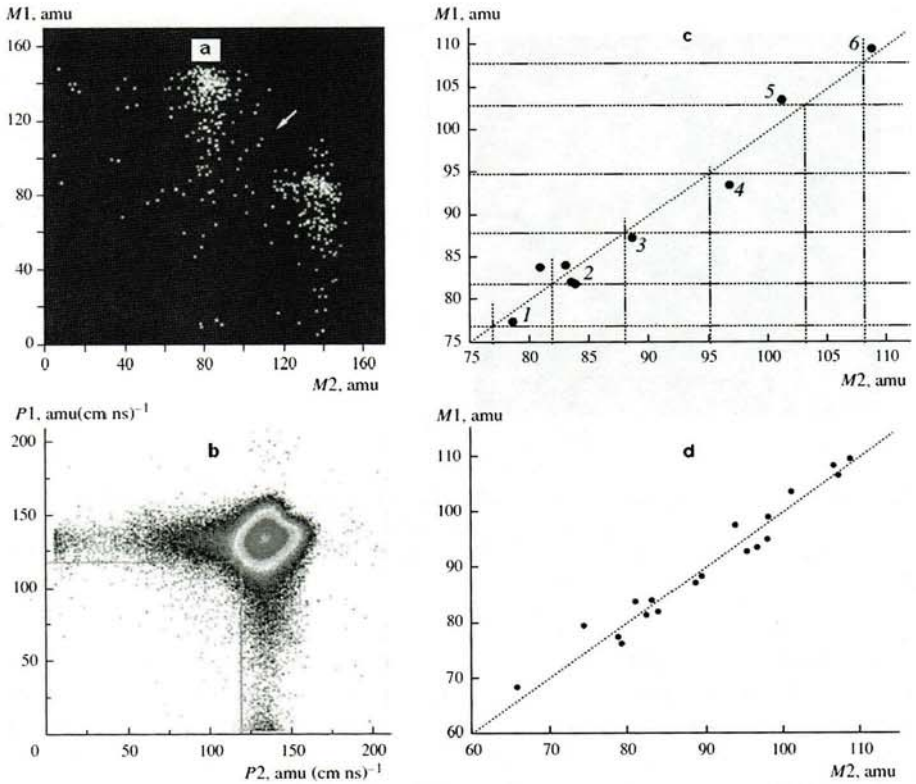 M1, amu
160
120
80
40
0
a
0 40 80 120 160
M2, amu
M1, amu
110
105
100
95
90
85
80
75
c
1
2
3
4
5
6
75 80 85 90 95 100 105 110
M2, amu
P1, amu(cm ns)⁻¹
200
150
100
50
0
b
0 100 150 200
P2, amu (cm ns)⁻¹
M1, amu
110
100
90
80
70
60
d
60 70 80 90 100 110
M2, amu